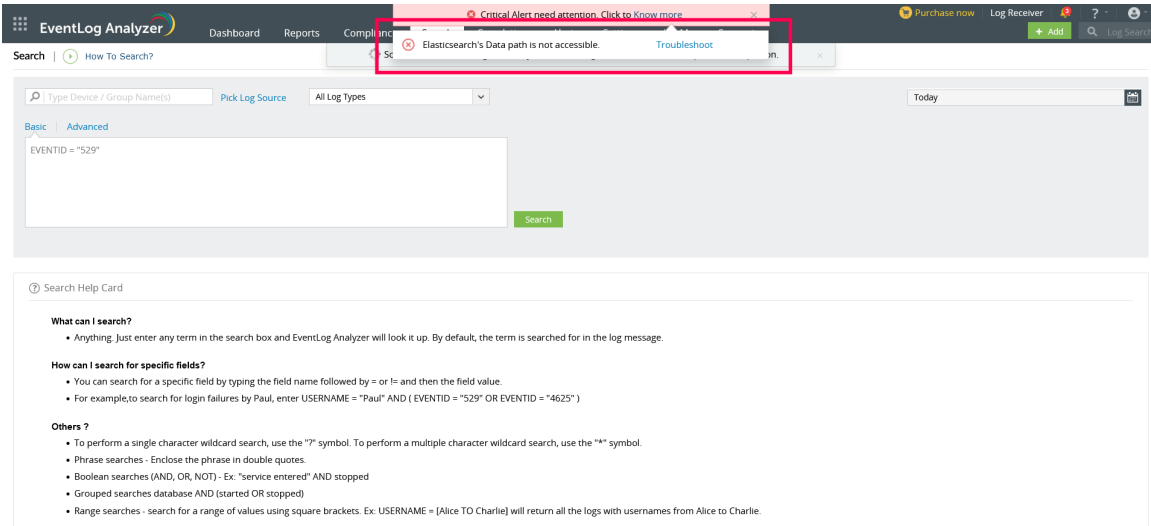 Critical Alert need attention. Click to Know more
Purchase now Log Receiver 3 ?
EventLog Analyzer
Dashboard Reports
+ Add Log Search
Elasticsearch's Data path is not accessible. Troubleshoot
Search How To Search?
Type Device / Group Name(s) Pick Log Source All Log Types Today
Basic Advanced
EVENTID = "529"
Search
Search Help Card
What can I search?
• Anything. Just enter any term in the search box and EventLog Analyzer will look it up. By default, the term is searched for in the log message.
How can I search for specific fields?
• You can search for a specific field by typing the field name followed by = or != and then the field value.
• For example,to search for login failures by Paul, enter USERNAME = "Paul" AND ( EVENTID = "529" OR EVENTID = "4625" )
Others ?
• To perform a single character wildcard search, use the "?" symbol. To perform a multiple character wildcard search, use the "*" symbol.
• Phrase searches - Enclose the phrase in double quotes.
• Boolean searches (AND, OR, NOT) - Ex: "service entered" AND stopped
• Grouped searches database AND (started OR stopped)
• Range searches - search for a range of values using square brackets. Ex: USERNAME = [Alice TO Charlie] will return all the logs with usernames from Alice to Charlie.